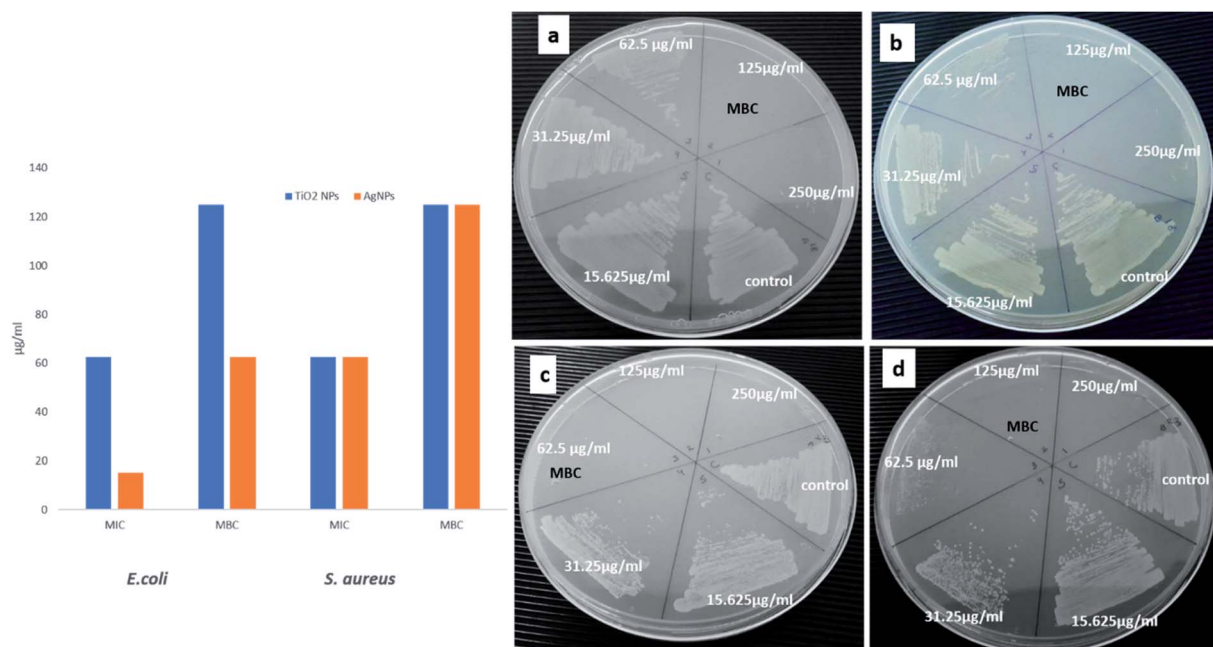 140
120
100
80
60
40
20
0
µg/ml
TiO2 NPs AgNPs
MIC MBC MIC MBC
E.coli S. aureus
a
62.5 µg/ml
125µg/ml
MBC
31.25µg/ml
250µg/ml
15.625µg/ml
control
b
62.5 µg/ml
125µg/ml
MBC
31.25µg/ml
250µg/ml
15.625µg/ml
control
c
125µg/ml
250µg/ml
62.5 µg/ml
MBC
control
31.25µg/ml
15.625µg/ml
d
125µg/ml
250µg/ml
MBC
62.5 µg/ml
control
31.25µg/ml
15.625µg/ml